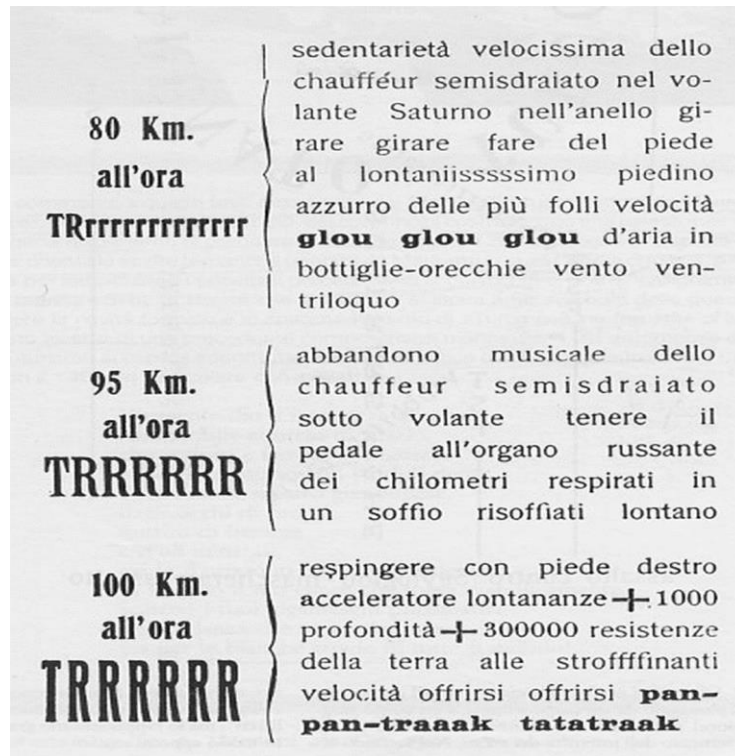 80 Km.
all'ora
TRrrrrrrrrrrrrr
sedentarietà velocissima dello
chaufféur semisdraiato nel vo-
lante Saturno nell'anello gi-
rare girare fare del piede
al lontaniisssssimo piedino
azzurro delle più folli velocità
glou glou glou d'aria in
bottiglie-orecchie vento ven-
triloquo
95 Km.
all'ora
TRRRRRR
abbandono musicale dello
chauffeur semisdraiato
sotto volante tenere il
pedale all'organo russante
dei chilometri respirati in
un soffio risoffiati lontano
100 Km.
all'ora
TRRRRRR
respingere con piede destro
acceleratore lontananze + 1000
profondità + 300000 resistenze
della terra alle stroffffinanti
velocità offrirsi offrirsi pan-
pan-traaak tatatraak